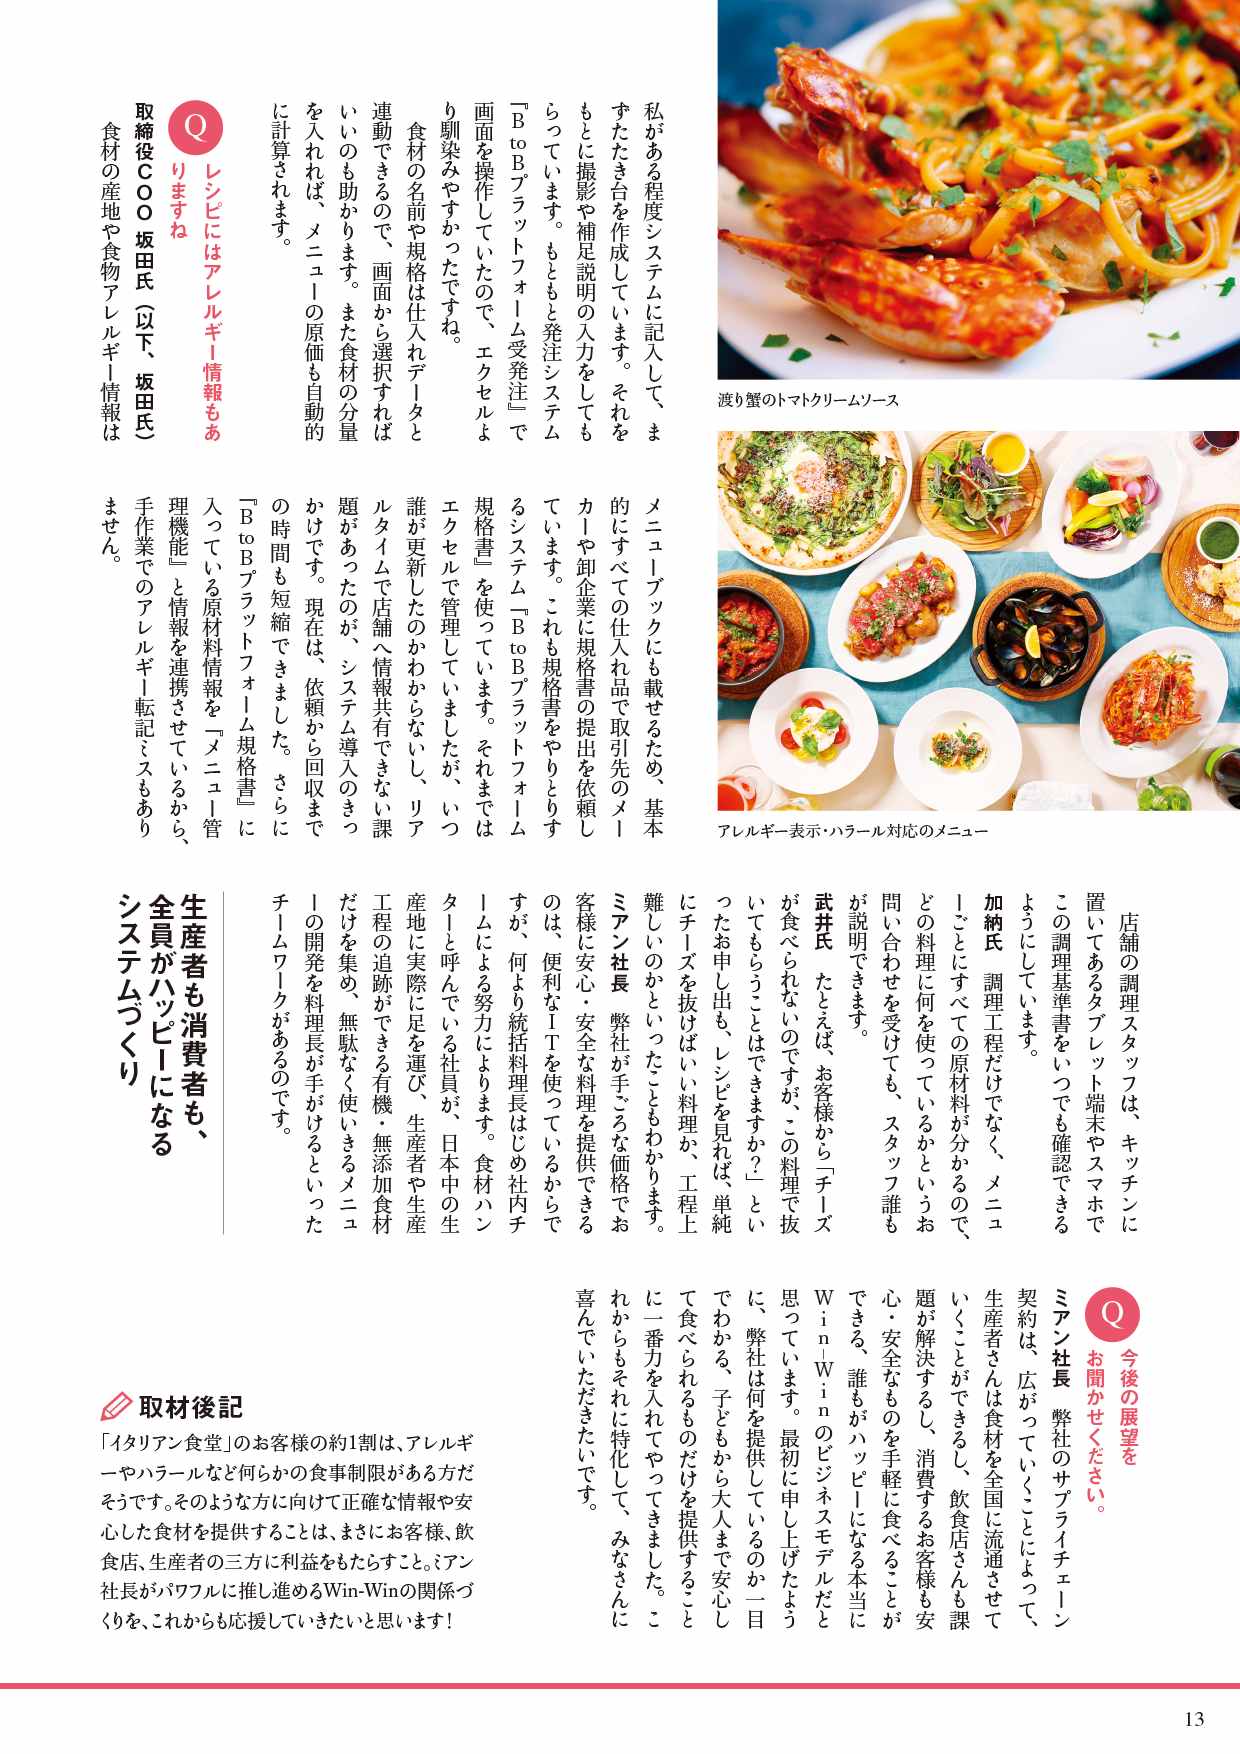 私がある程度システムに記入して、ま
ずたたき台を作成しています。それを
もとに撮影や補足説明の入力をしても
らっています。もともと発注システム
『BtoBプラットフォーム受発注』で
画面を操作していたので、エクセルよ
り馴染みやすかったですね。
食材の名前や規格は仕入れデータと
連動できるので、画面から選択すれば
いいのも助かります。また食材の分量
を入れれば、メニューの原価も自動的
に計算されます。
Q
レシピにはアレルギー情報もあ
りますね
取締役COO 坂田氏（以下、坂田氏）
食材の産地や食物アレルギー情報は
メニューブックにも載せるため、基本
的にすべての仕入れ品で取引先のメー
カーや卸企業に規格書の提出を依頼し
ています。これも規格書をやりとりす
るシステム『BtoBプラットフォーム
規格書』を使っています。それまでは
エクセルで管理していましたが、いつ
誰が更新したのかわからないし、リア
ルタイムで店舗へ情報共有できない課
題があったのが、システム導入のきっ
かけです。現在は、依頼から回収まで
の時間も短縮できました。さらに
『BtoBプラットフォーム規格書』に
入っている原材料情報を『メニュー管
理機能』と情報を連携させているから、
手作業でのアレルギー転記ミスもあり
ません。
渡り蟹のトマトクリームソース
アレルギー表示・ハラール対応のメニュー
店舗の調理スタッフは、キッチンに
置いてあるタブレット端末やスマホで
この調理基準書をいつでも確認できる
ようにしています。
加納氏　調理工程だけでなく、メニュ
ーごとにすべての原材料が分かるので、
どの料理に何を使っているかというお
問い合わせを受けても、スタッフ誰も
が説明できます。
武井氏　たとえば、お客様から「チーズ
が食べられないのですが、この料理で抜
いてもらうことはできますか？」とい
ったお申し出も、レシピを見れば、単純
にチーズを抜けばいい料理か、工程上
難しいのかといったこともわかります。
ミアン社長　弊社が手ごろな価格でお
客様に安心・安全な料理を提供できる
のは、便利なITを使っているからで
すが、何より統括料理長はじめ社内チ
ームによる努力によります。食材ハン
ターと呼んでいる社員が、日本中の生
産地に実際に足を運び、生産者や生産
工程の追跡ができる有機・無添加食材
だけを集め、無駄なく使いきるメニュ
ーの開発を料理長が手がけるといった
チームワークがあるのです。
生産者も消費者も、
全員がハッピーになる
システムづくり
Q
今後の展望を
お聞かせください。
ミアン社長　弊社のサプライチェーン
契約は、広がっていくことによって、
生産者さんは食材を全国に流通させて
いくことができるし、飲食店さんも課
題が解決するし、消費するお客様も安
心・安全なものを手軽に食べることが
できる、誰もがハッピーになる本当に
Win-Winのビジネスモデルだと
思っています。最初に申し上げたよう
に、弊社は何を提供しているのか一目
でわかる、子どもから大人まで安心し
て食べられるものだけを提供すること
に一番力を入れてやってきました。こ
れからもそれに特化して、みなさんに
喜んでいただきたいです。
取材後記
「イタリアン食堂」のお客様の約1割は、アレルギ
ーやハラールなど何らかの食事制限がある方だ
そうです。そのような方に向けて正確な情報や安
心した食材を提供することは、まさにお客様、飲
食店、生産者の三方に利益をもたらすこと。ミアン
社長がパワフルに推し進めるWin-Winの関係づ
くりを、これからも応援していきたいと思います！
13